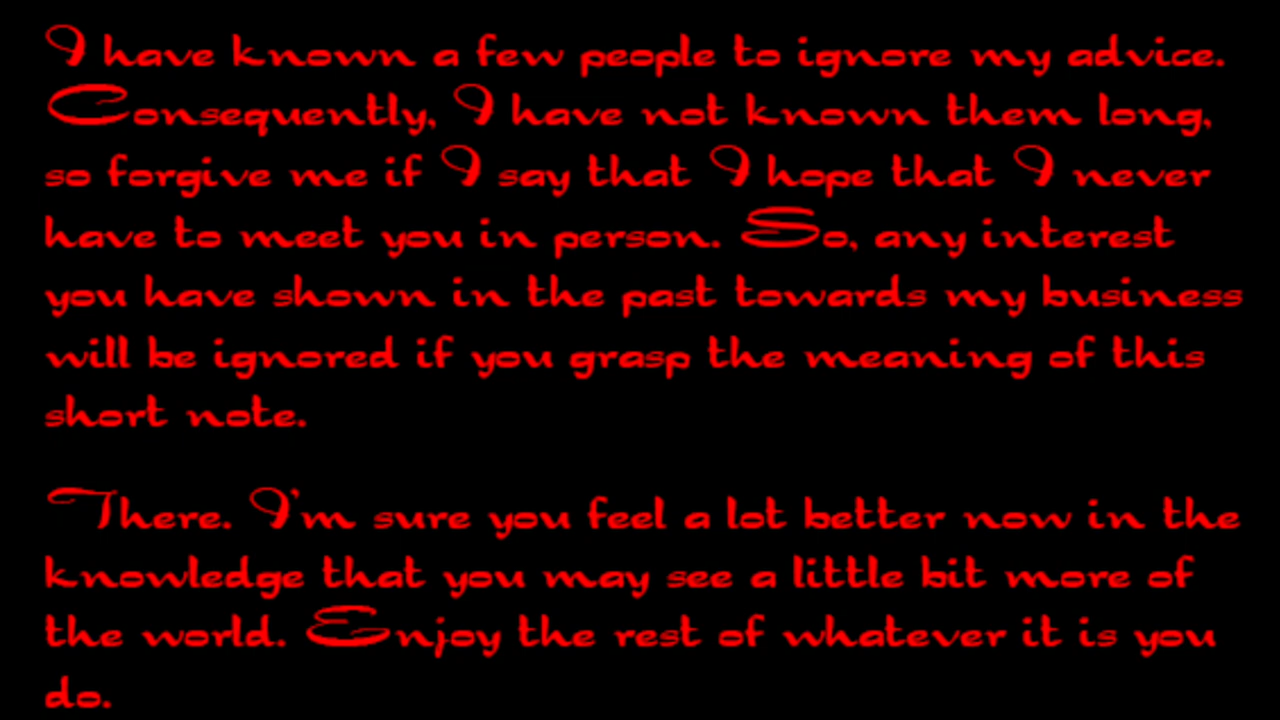 I have known a few people to ignore my advice.
Consequently, I have not known them long,
so forgive me if I say that I hope that I never
have to meet you in person. So, any interest
you have shown in the past towards my business
will be ignored if you grasp the meaning of this
short note.
There. I'm sure you feel a lot better now in the
knowledge that you may see a little bit more of
the world. Enjoy the rest of whatever it is you
do.